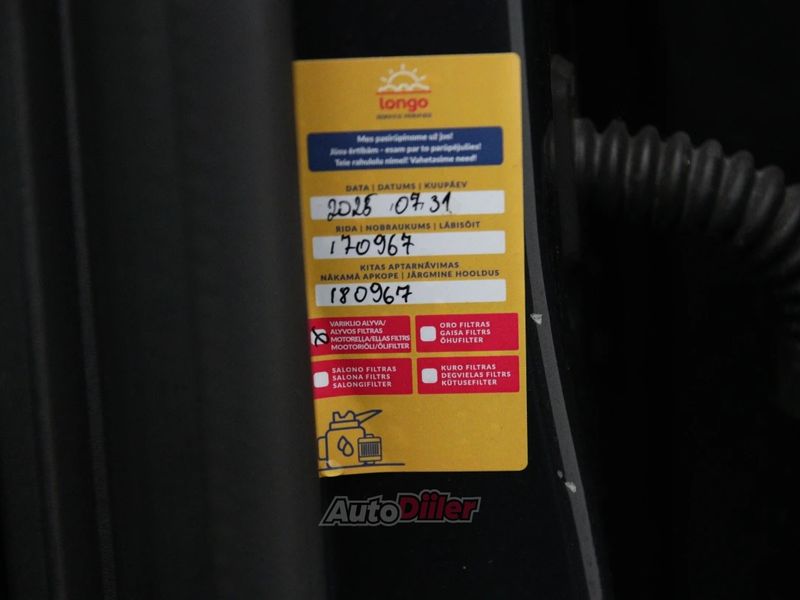 longo
Mes pasirūpinome už jus!
Jūsu ērtībām - esam par to parūpējušies!
Teie rahulolu nimel! Vahetasime need!
DATA | DATUMS | KUUPÄEV
2025 .07.31
RIDA | NOBRAUKUMS | LÄBISÕIT
170967
KITAS APTARNĀVIMAS
NĀKAMĀ APKOPE | JÄRGMINE HOOLDUS
180967
VARIKLIO ALYVA/
ALYVOS FILTRAS
MOTORELLA/ELLAS FILTRS
MOOTORIÕLI/ÕLIFILTER
ORO FILTRAS
GAISA FILTRS
ÕHUFILTER
SALONO FILTRAS
SALONA FILTRS
SALONGIFILTER
KURO FILTRAS
DEGVIELAS FILTRS
KÜTUSEFILTER
AutoDiiler